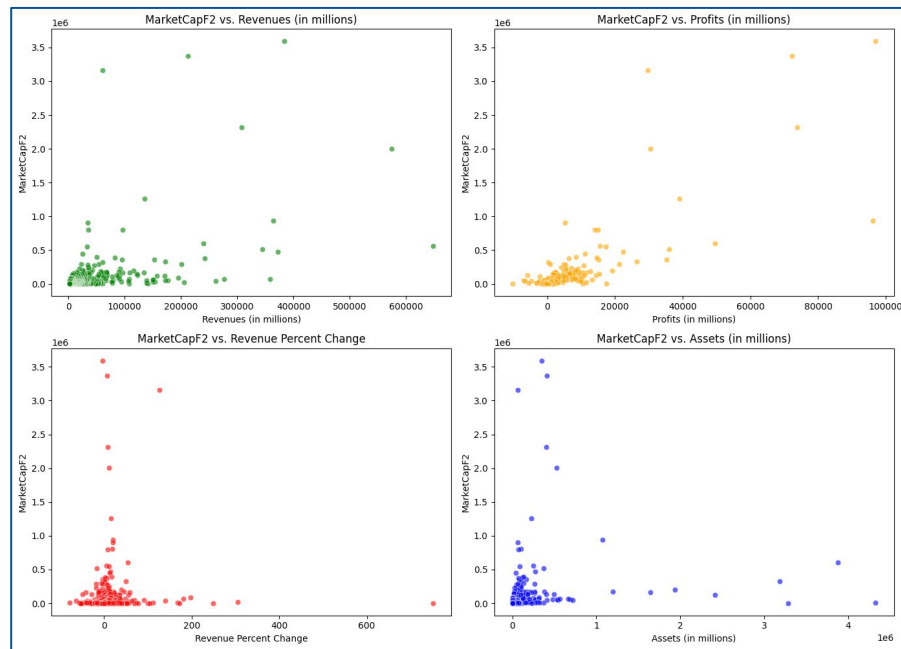 MarketCapF2 vs. Revenues (in millions)
1e6
3.5
3.0
2.5
2.0
1.5
1.0
0.5
0.0
MarketCapF2
0 100000 200000 300000 400000 500000 600000
Revenues (in millions)
MarketCapF2 vs. Profits (in millions)
1e6
3.5
3.0
2.5
2.0
1.5
1.0
0.5
0.0
MarketCapF2
0 20000 40000 60000 80000 100000
Profits (in millions)
MarketCapF2 vs. Revenue Percent Change
1e6
3.5
3.0
2.5
2.0
1.5
1.0
0.5
0.0
MarketCapF2
0 200 400 600
Revenue Percent Change
MarketCapF2 vs. Assets (in millions)
1e6
3.5
3.0
2.5
2.0
1.5
1.0
0.5
0.0
MarketCapF2
0 1 2 3 4
1e6
Assets (in millions)